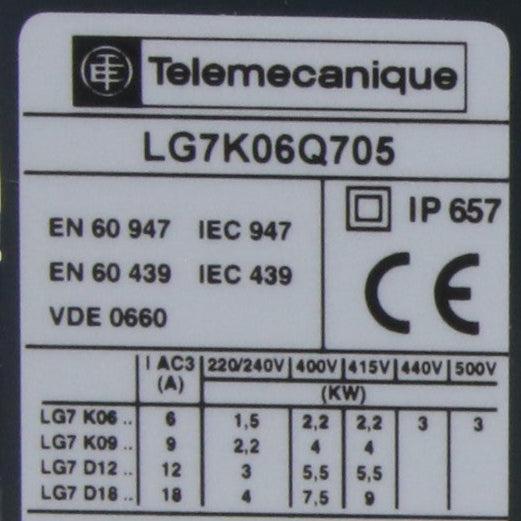 Telemecanique
LG7K06Q705
EN 60 947 IEC 947
EN 60 439 IEC 439
VDE 0660
IP 657
CE
I AC3 (A) 220/240V 400V 415V 440V 500V
(KW)
LG7 K06 .. 6 1,5 2,2 2,2 3 3
LG7 K09 .. 9 2,2 4 4
LG7 D12 .. 12 3 5,5 5,5
LG7 D18 .. 18 4 7,5 9